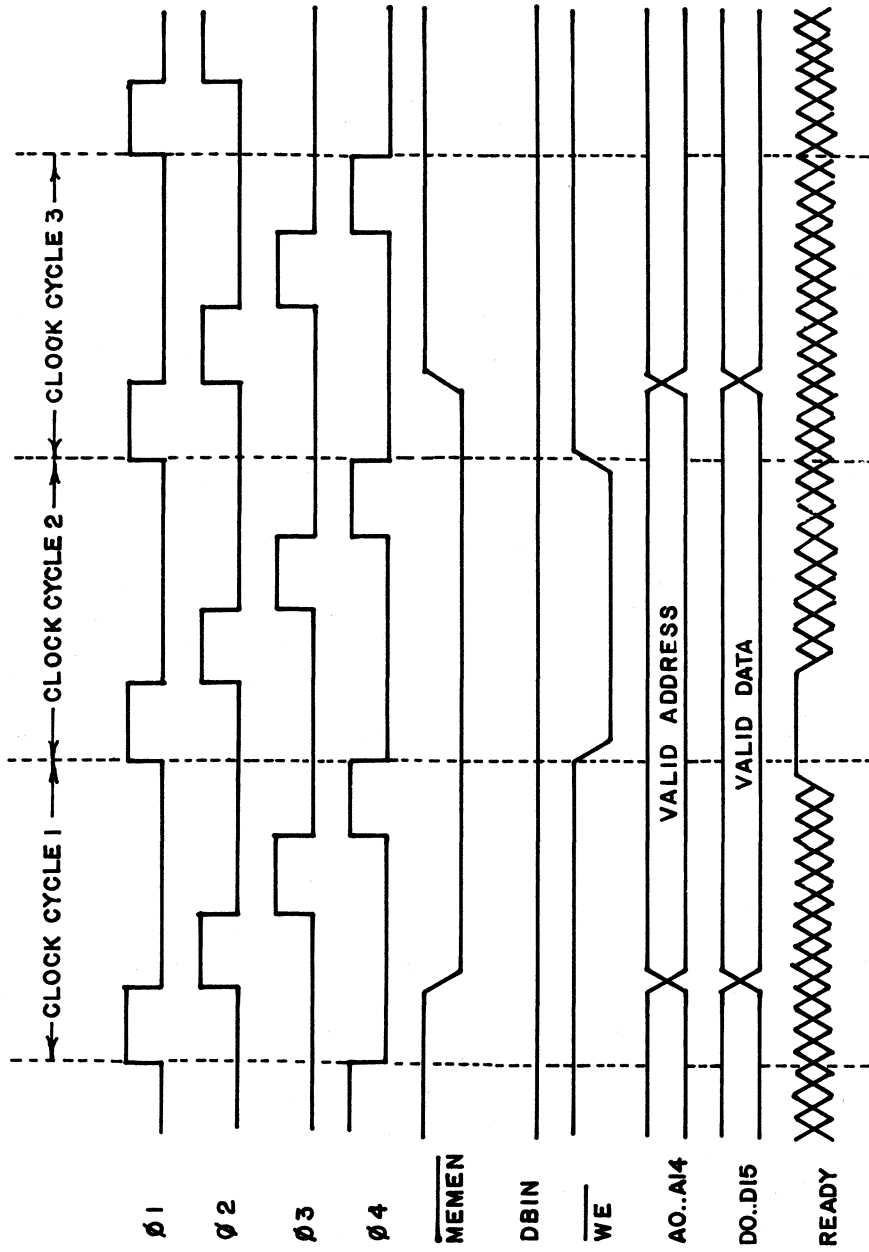 CLOCK CYCLE 1
CLOCK CYCLE 2
CLOOK CYCLE 3
Ø1
Ø2
Ø3
Ø4
MEMEN
DBIN
WE
A0..A14
VALID ADDRESS
D0..D15
VALID DATA
READY